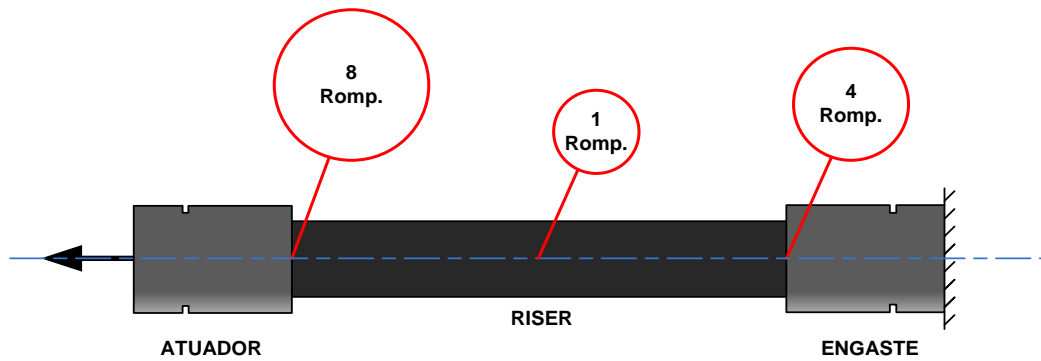 8
Romp.
1
Romp.
4
Romp.
RISER
ATUADOR
ENGASTE